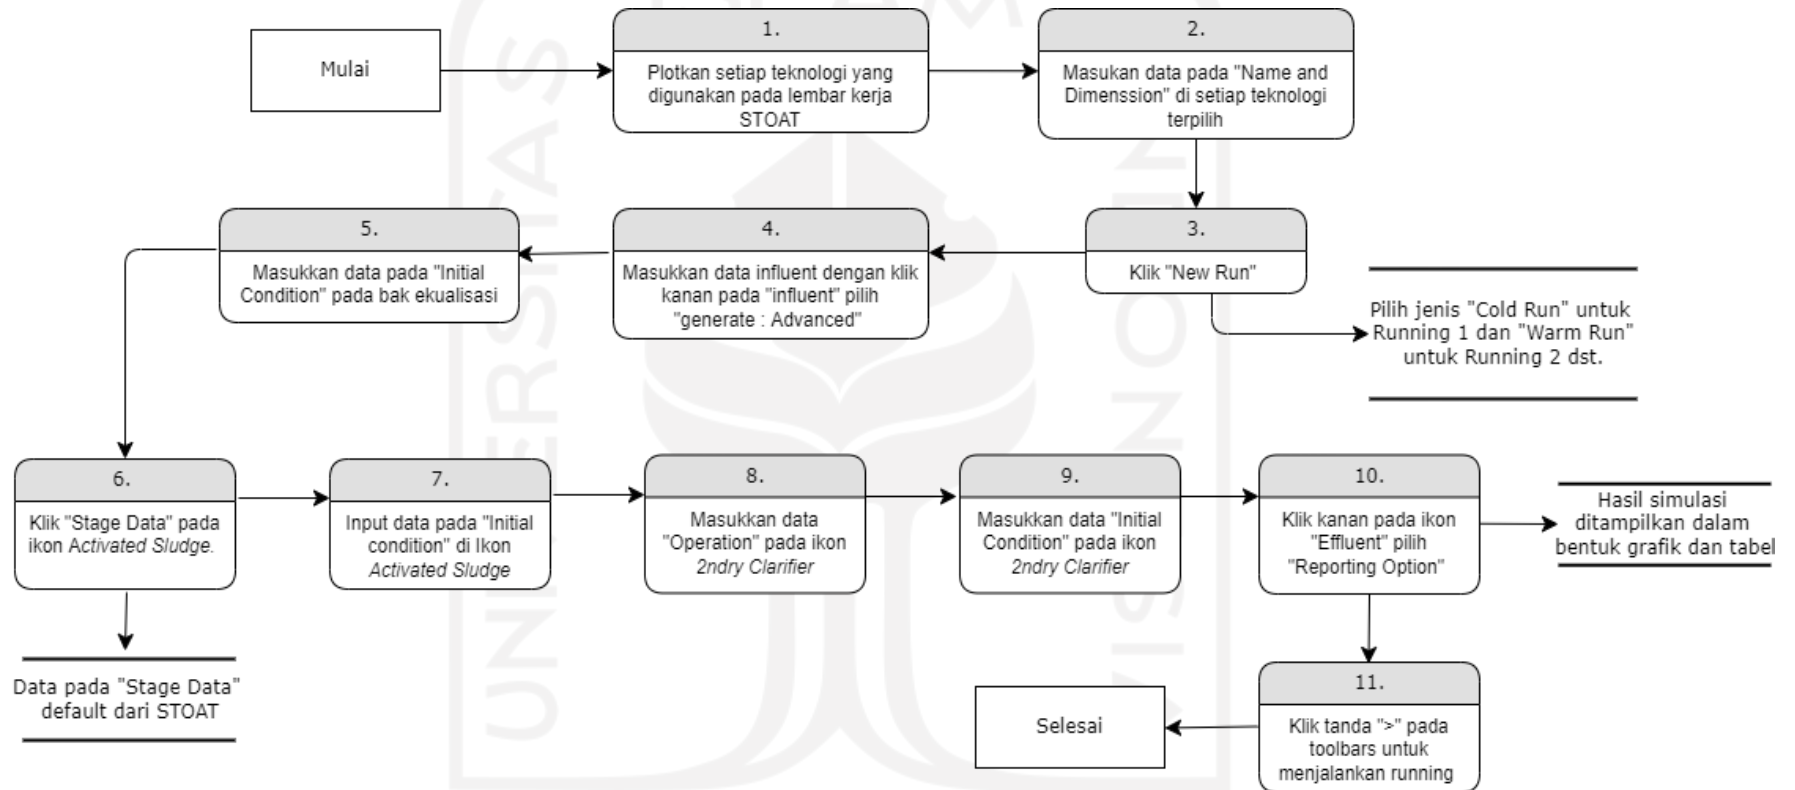 Mulai
1.
Plotkan setiap teknologi yang
digunakan pada lembar kerja
STOAT
2.
Masukan data pada "Name and
Dimenssion" di setiap teknologi
terpilih
3.
Klik "New Run"
Pilih jenis "Cold Run" untuk
Running 1 dan "Warm Run"
untuk Running 2 dst.
4.
Masukkan data influent dengan klik
kanan pada "influent" pilih
"generate : Advanced"
5.
Masukkan data pada "Initial
Condition" pada bak ekualisasi
6.
Klik "Stage Data" pada
ikon Activated Sludge.
Data pada "Stage Data"
default dari STOAT
7.
Input data pada "Initial
condition" di Ikon
Activated Sludge
8.
Masukkan data
"Operation" pada ikon
2ndry Clarifier
9.
Masukkan data "Initial
Condition" pada ikon
2ndry Clarifier
10.
Klik kanan pada ikon
"Effluent" pilih
"Reporting Option"
Hasil simulasi
ditampilkan dalam
bentuk grafik dan tabel
11.
Klik tanda ">" pada
toolbars untuk
menjalankan running
Selesai
UNIVERSITAS